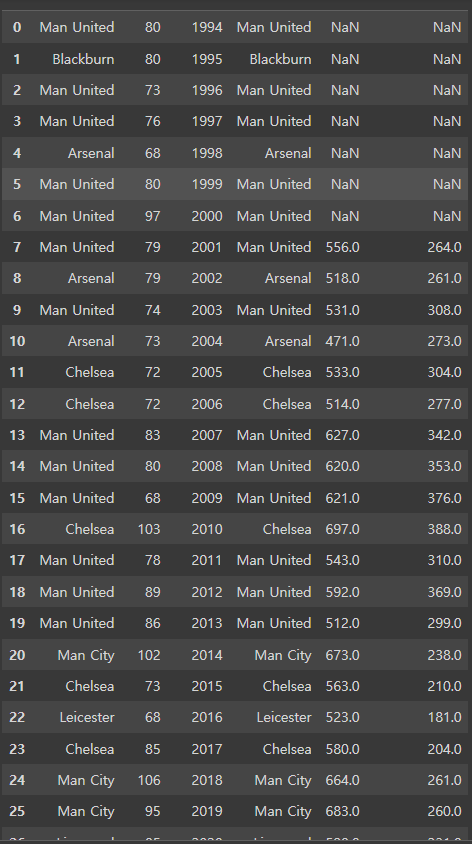 0 Man United 80 1994 Man United NaN NaN
1 Blackburn 80 1995 Blackburn NaN NaN
2 Man United 73 1996 Man United NaN NaN
3 Man United 76 1997 Man United NaN NaN
4 Arsenal 68 1998 Arsenal NaN NaN
5 Man United 80 1999 Man United NaN NaN
6 Man United 97 2000 Man United NaN NaN
7 Man United 79 2001 Man United 556.0 264.0
8 Arsenal 79 2002 Arsenal 518.0 261.0
9 Man United 74 2003 Man United 531.0 308.0
10 Arsenal 73 2004 Arsenal 471.0 273.0
11 Chelsea 72 2005 Chelsea 533.0 304.0
12 Chelsea 72 2006 Chelsea 514.0 277.0
13 Man United 83 2007 Man United 627.0 342.0
14 Man United 80 2008 Man United 620.0 353.0
15 Man United 68 2009 Man United 621.0 376.0
16 Chelsea 103 2010 Chelsea 697.0 388.0
17 Man United 78 2011 Man United 543.0 310.0
18 Man United 89 2012 Man United 592.0 369.0
19 Man United 86 2013 Man United 512.0 299.0
20 Man City 102 2014 Man City 673.0 238.0
21 Chelsea 73 2015 Chelsea 563.0 210.0
22 Leicester 68 2016 Leicester 523.0 181.0
23 Chelsea 85 2017 Chelsea 580.0 204.0
24 Man City 106 2018 Man City 664.0 261.0
25 Man City 95 2019 Man City 683.0 260.0